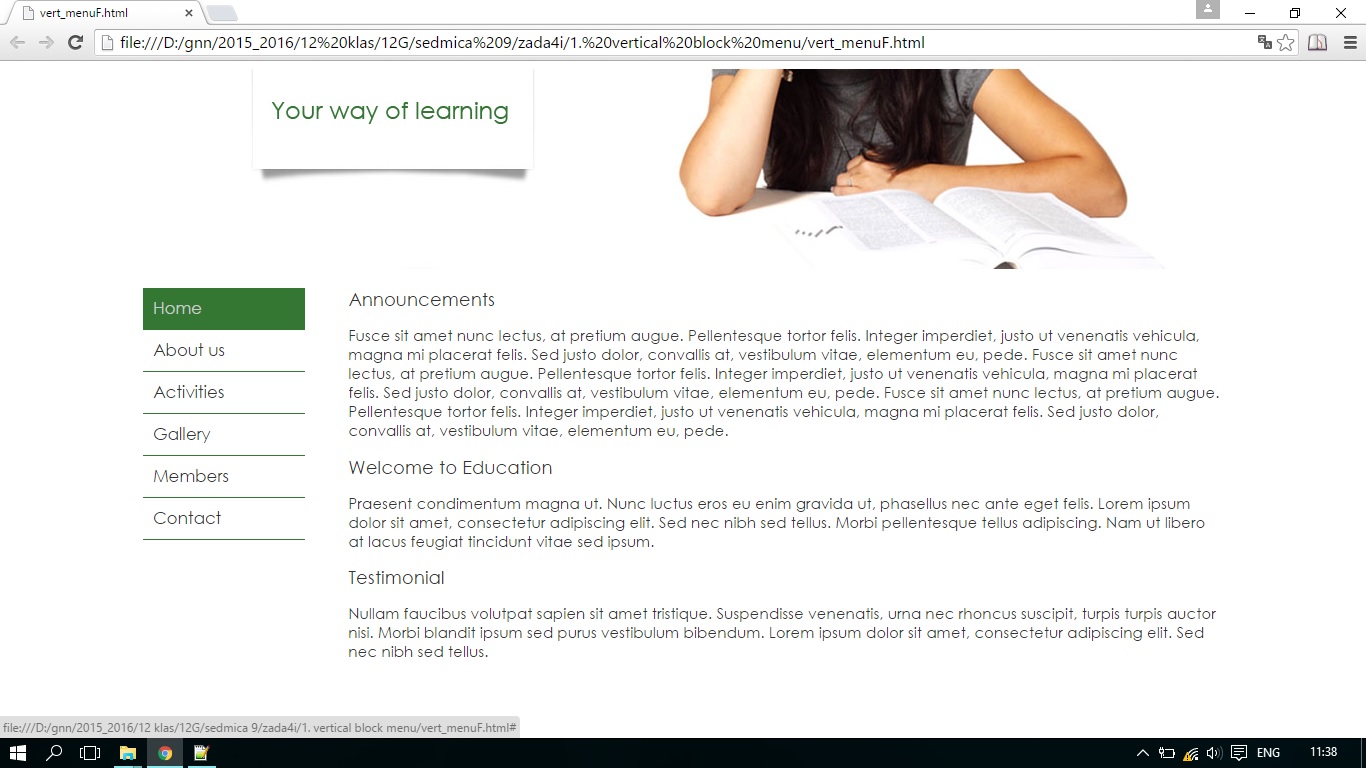 vert_menuF.html
file:///D:/gnn/2015_2016/12%20klas/12G/sedmica%209/zada4i/1.%20vertical%20block%20menu/vert_menuF.html
Your way of learning
Home
About us
Activities
Gallery
Members
Contact
Announcements
Fusce sit amet nunc lectus, at pretium augue. Pellentesque tortor felis. Integer imperdiet, justo ut venenatis vehicula,
magna mi placerat felis. Sed justo dolor, convallis at, vestibulum vitae, elementum eu, pede. Fusce sit amet nunc
lectus, at pretium augue. Pellentesque tortor felis. Integer imperdiet, justo ut venenatis vehicula, magna mi placerat
felis. Sed justo dolor, convallis at, vestibulum vitae, elementum eu, pede. Fusce sit amet nunc lectus, at pretium augue.
Pellentesque tortor felis. Integer imperdiet, justo ut venenatis vehicula, magna mi placerat felis. Sed justo dolor,
convallis at, vestibulum vitae, elementum eu, pede.
Welcome to Education
Praesent condimentum magna ut. Nunc luctus eros eu enim gravida ut, phasellus nec ante eget felis. Lorem ipsum
dolor sit amet, consectetur adipiscing elit. Sed nec nibh sed tellus. Morbi pellentesque tellus adipiscing. Nam ut libero
at lacus feugiat tincidunt vitae sed ipsum.
Testimonial
Nullam faucibus volutpat sapien sit amet tristique. Suspendisse venenatis, urna nec rhoncus suscipit, turpis turpis auctor
nisi. Morbi blandit ipsum sed purus vestibulum bibendum. Lorem ipsum dolor sit amet, consectetur adipiscing elit. Sed
nec nibh sed tellus.
file:///D:/gnn/2015_2016/12 klas/12G/sedmica 9/zada4i/1. vertical block menu/vert_menuF.html#
ENG
11:38